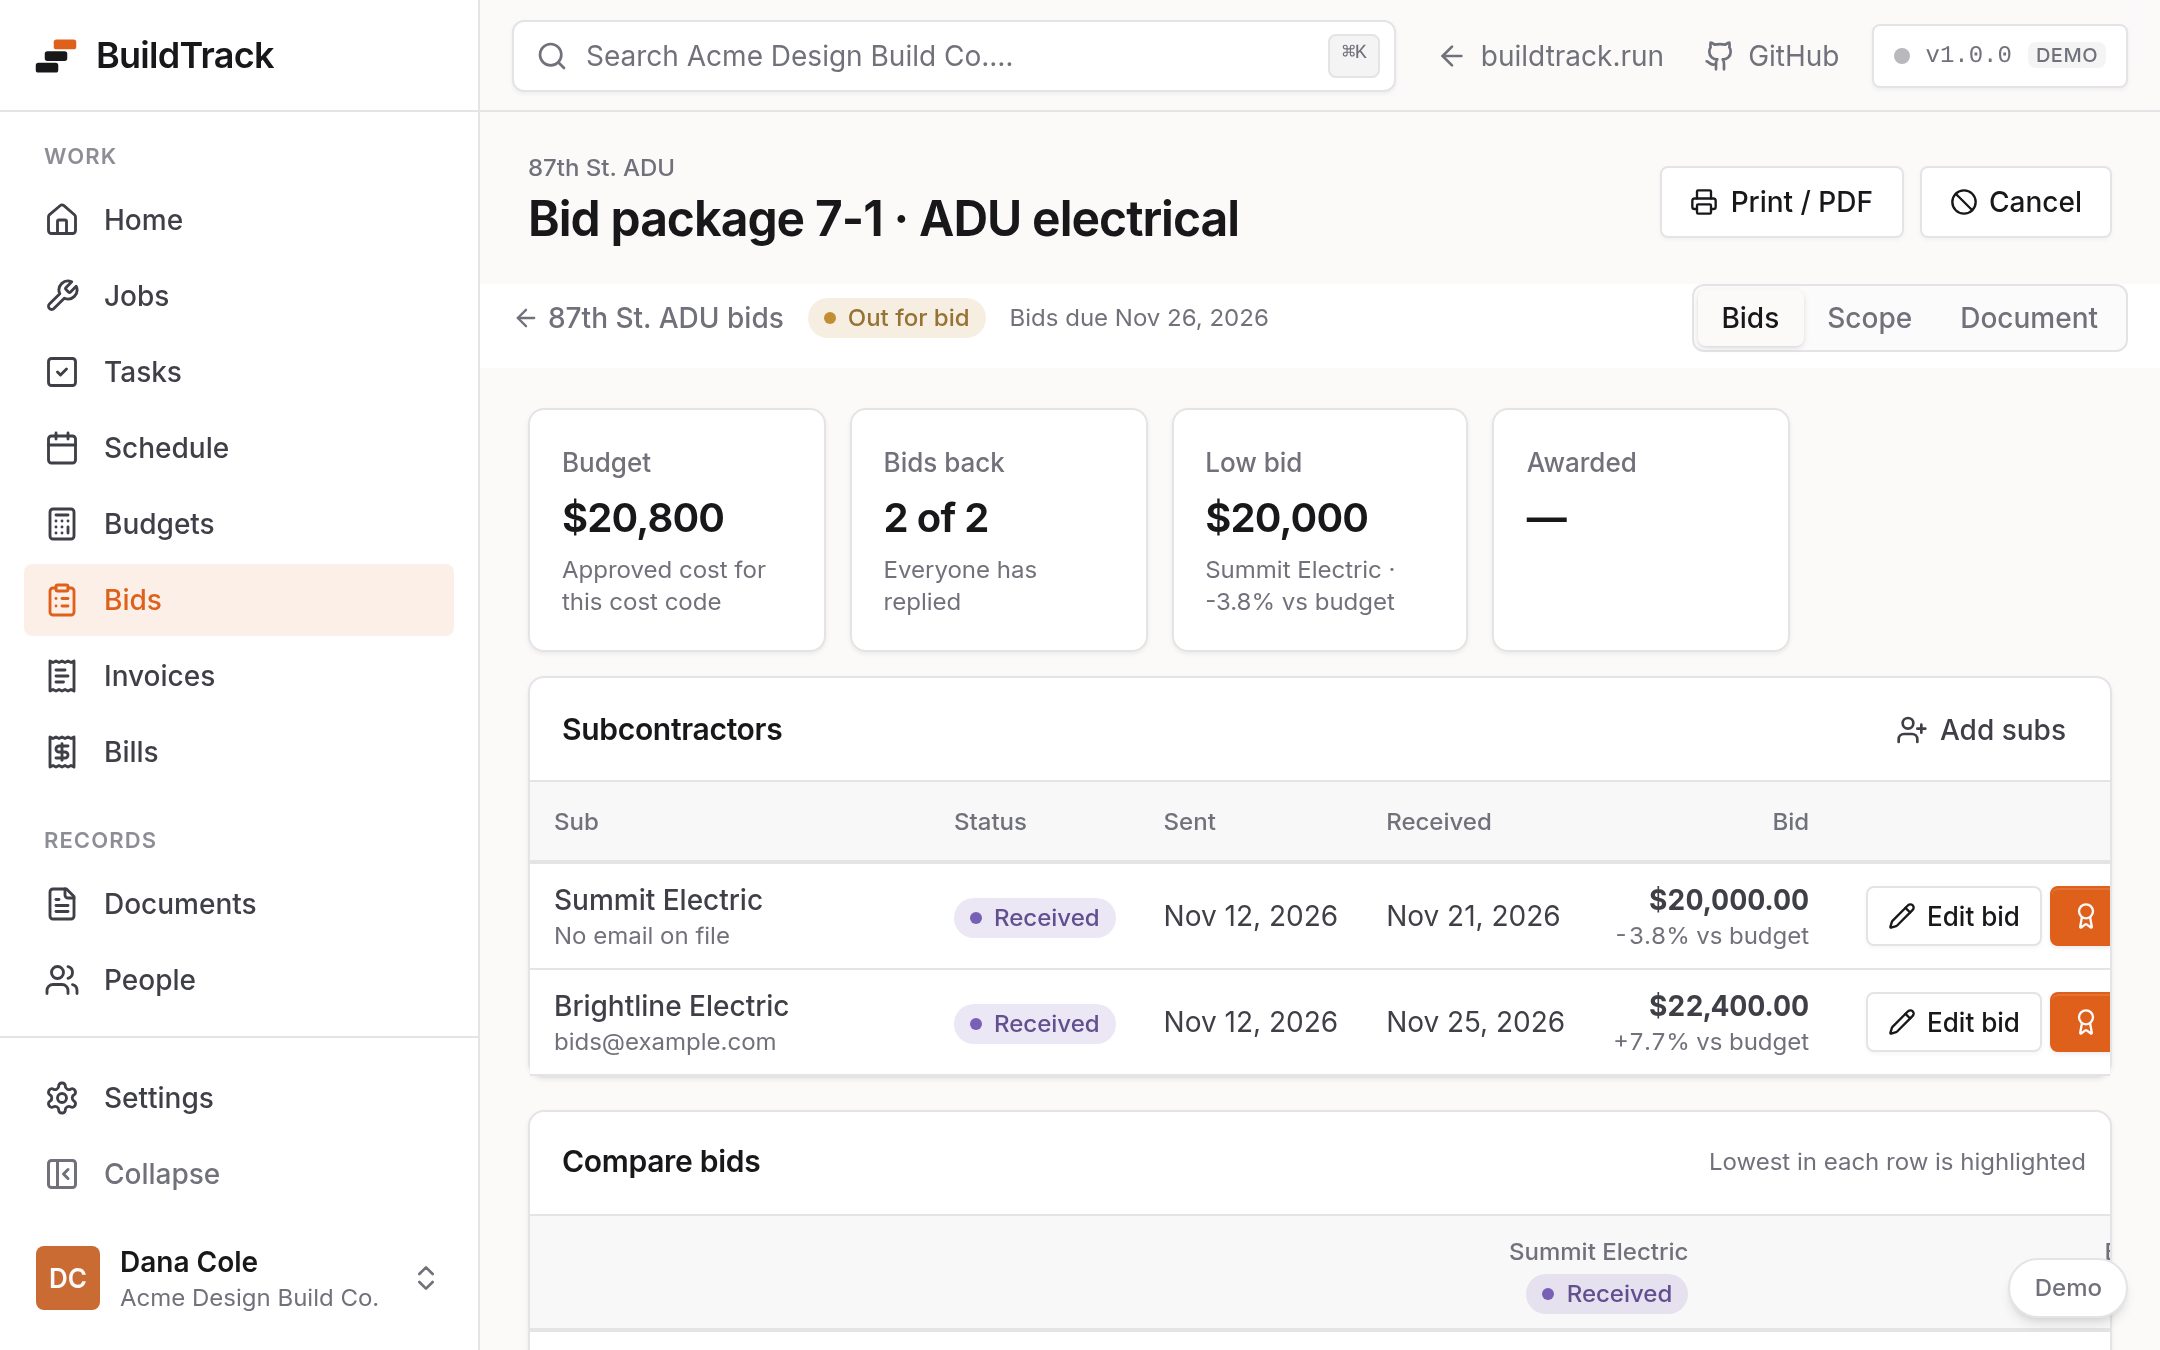 BuildTrack
Search Acme Design Build Co....
⌘K
buildtrack.run
GitHub
v1.0.0 DEMO
WORK
Home
Jobs
Tasks
Schedule
Budgets
Bids
Invoices
Bills
RECORDS
Documents
People
Settings
Collapse
DC
Dana Cole
Acme Design Build Co.
87th St. ADU
Bid package 7-1 · ADU electrical
Print / PDF
Cancel
87th St. ADU bids
Out for bid
Bids due Nov 26, 2026
Bids
Scope
Document
Budget
$20,800
Approved cost for
this cost code
Bids back
2 of 2
Everyone has
replied
Low bid
$20,000
Summit Electric ·
-3.8% vs budget
Awarded
—
Subcontractors
Add subs
Sub Status Sent Received Bid
Summit Electric
No email on file
Received
Nov 12, 2026
Nov 21, 2026
$20,000.00
-3.8% vs budget
Edit bid
Brightline Electric
bids@example.com
Received
Nov 12, 2026
Nov 25, 2026
$22,400.00
+7.7% vs budget
Edit bid
Compare bids
Lowest in each row is highlighted
Summit Electric
Received
Demo